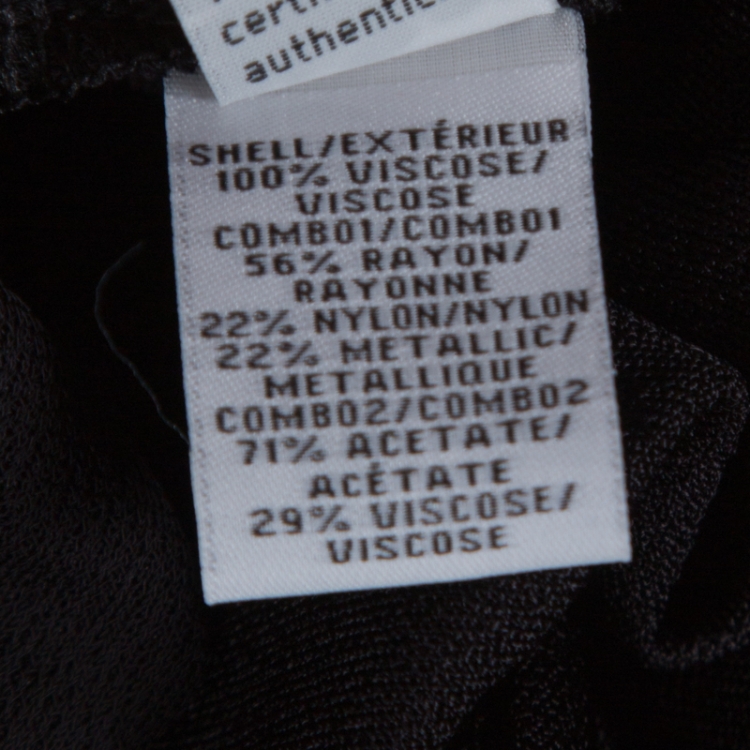 authentic
SHELL/EXTÉRIEUR
100% VISCOSE/
VISCOSE
COMBO1/COMBO1
56% RAYON/
RAYONNE
22% NYLON/NYLON
22% METALLIC/
METALLIQUE
COMBO2/COMBO2
71% ACETATE/
ACÉTATE
29% VISCOSE/
VISCOSE